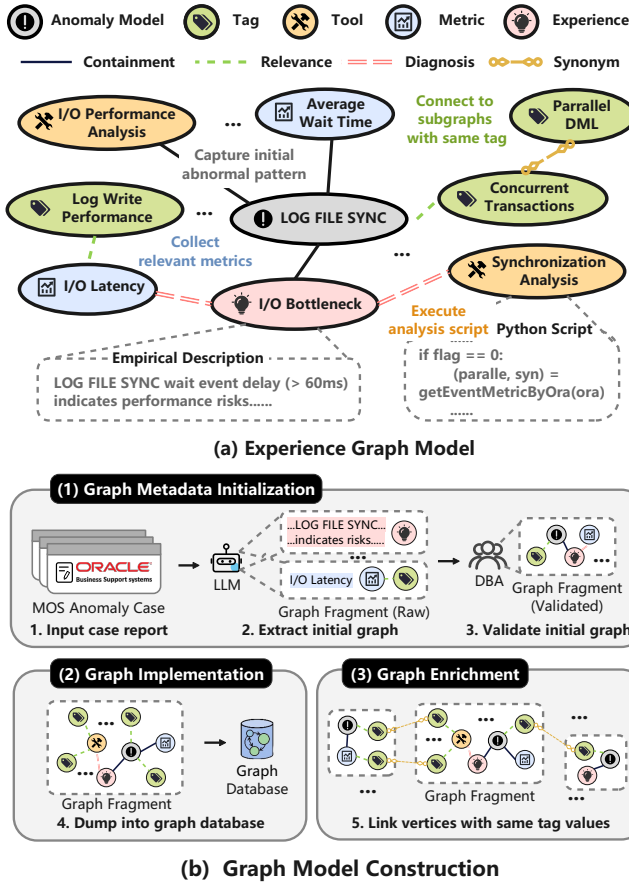 Anomaly Model
Tag
Tool
Metric
Experience
Containment
Relevance
Diagnosis
Synonym
I/O Performance
Analysis
...
Average
Wait Time
Connect to
subgraphs
with same tag
Parrallel
DML
Capture initial
abnormal pattern
Log Write
Performance
...
LOG FILE SYNC
Concurrent
Transactions
Collect
relevant metrics
...
I/O Latency
I/O Bottleneck
Synchronization
Analysis
Execute
analysis script
Python Script
Empirical Description
LOG FILE SYNC wait event delay (> 60ms)
indicates performance risks......
......
if flag == 0:
(paralle, syn) =
getEventMetricByOra(ora)
......
(a) Experience Graph Model
(1) Graph Metadata Initialization
ORACLE
Business Support systems
MOS Anomaly Case
1. Input case report
LLM
...LOG FILE SYNC...
...indicates risks.....
...
I/O Latency
Graph Fragment (Raw)
2. Extract initial graph
DBA
...
Graph Fragment
(Validated)
3. Validate initial graph
(2) Graph Implementation
...
...
Graph Fragment
Graph
Database
4. Dump into graph database
(3) Graph Enrichment
...
...
...
Graph Fragment
...
...
5. Link vertices with same tag values
(b) Graph Model Construction